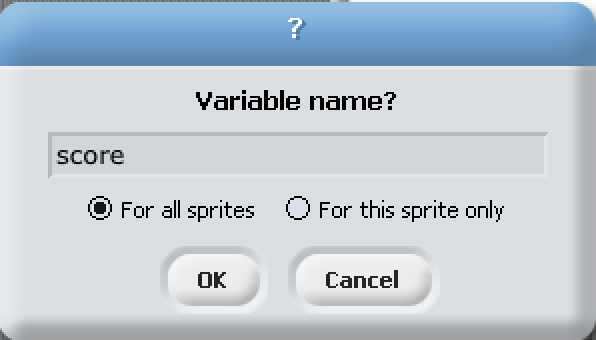 ?
Variable name?
score
For all sprites For this sprite only
OK Cancel